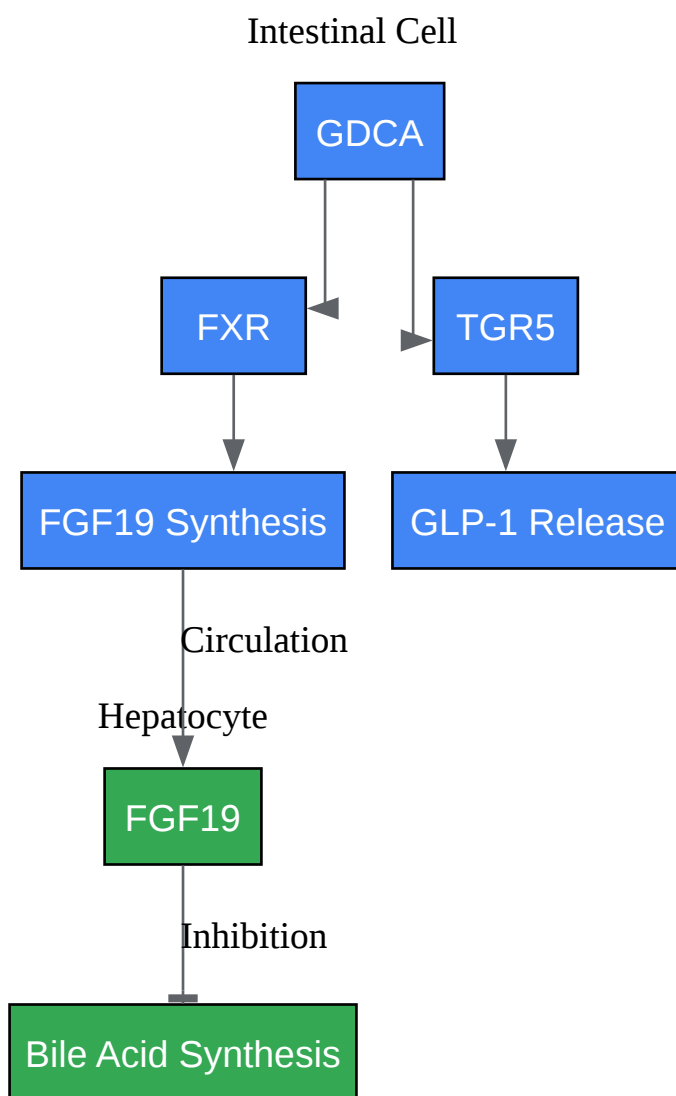 Intestinal Cell
GDCA
FXR
TGR5
FGF19 Synthesis
GLP-1 Release
Circulation
Hepatocyte
FGF19
Inhibition
Bile Acid Synthesis